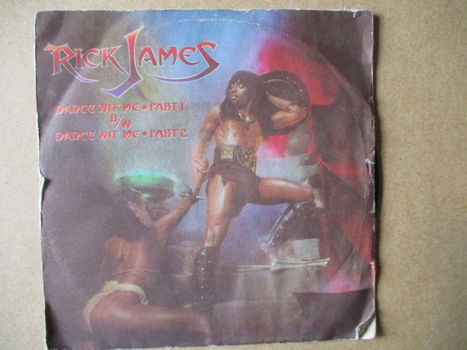 RICK JAMES
DANCE WIT ME • PART 1
B/W
DANCE WIT ME • PART 2